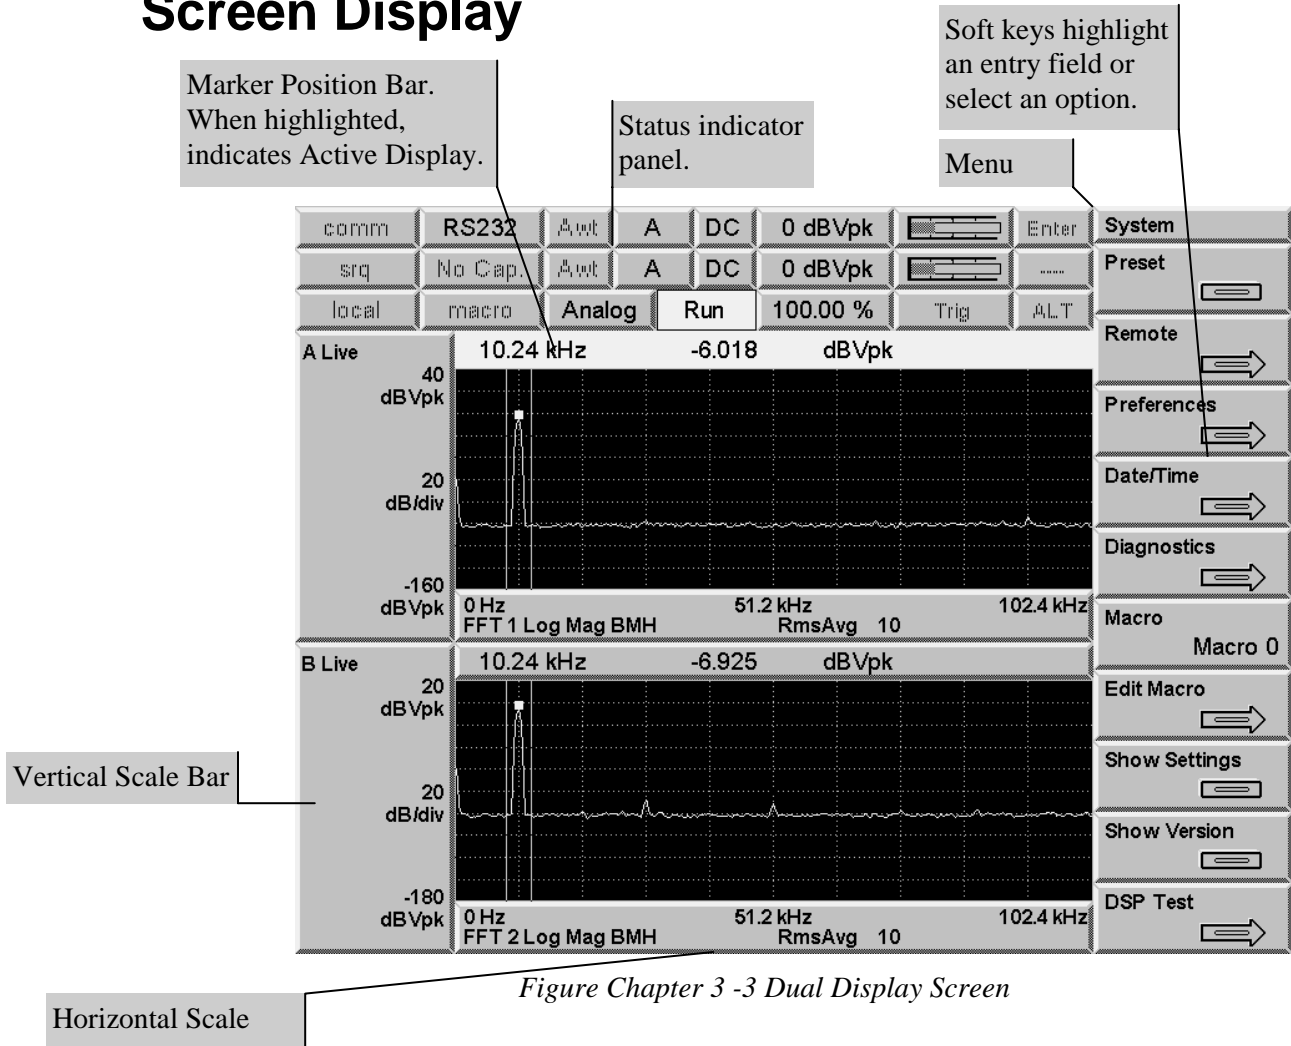 Screen Display
Soft keys highlight
an entry field or
select an option.
Marker Position Bar.
When highlighted,
indicates Active Display.
Status indicator
panel.
Menu
comm RS232 Awt A DC 0 dBVpk Enter
srq No Cap. Awt A DC 0 dBVpk ......
local macro Analog Run 100.00 % Trig ALT
System
Preset
Remote
Preferences
Date/Time
Diagnostics
Macro
Macro 0
Edit Macro
Show Settings
Show Version
DSP Test
A Live 10.24 kHz -6.018 dBVpk
40
dBVpk
20
dB/div
-160
dBVpk
0 Hz 51.2 kHz 102.4 kHz
FFT 1 Log Mag BMH RmsAvg 10
B Live 10.24 kHz -6.925 dBVpk
20
dBVpk
20
dB/div
-180
dBVpk
0 Hz 51.2 kHz 102.4 kHz
FFT 2 Log Mag BMH RmsAvg 10
Vertical Scale Bar
Figure Chapter 3 -3 Dual Display Screen
Horizontal Scale